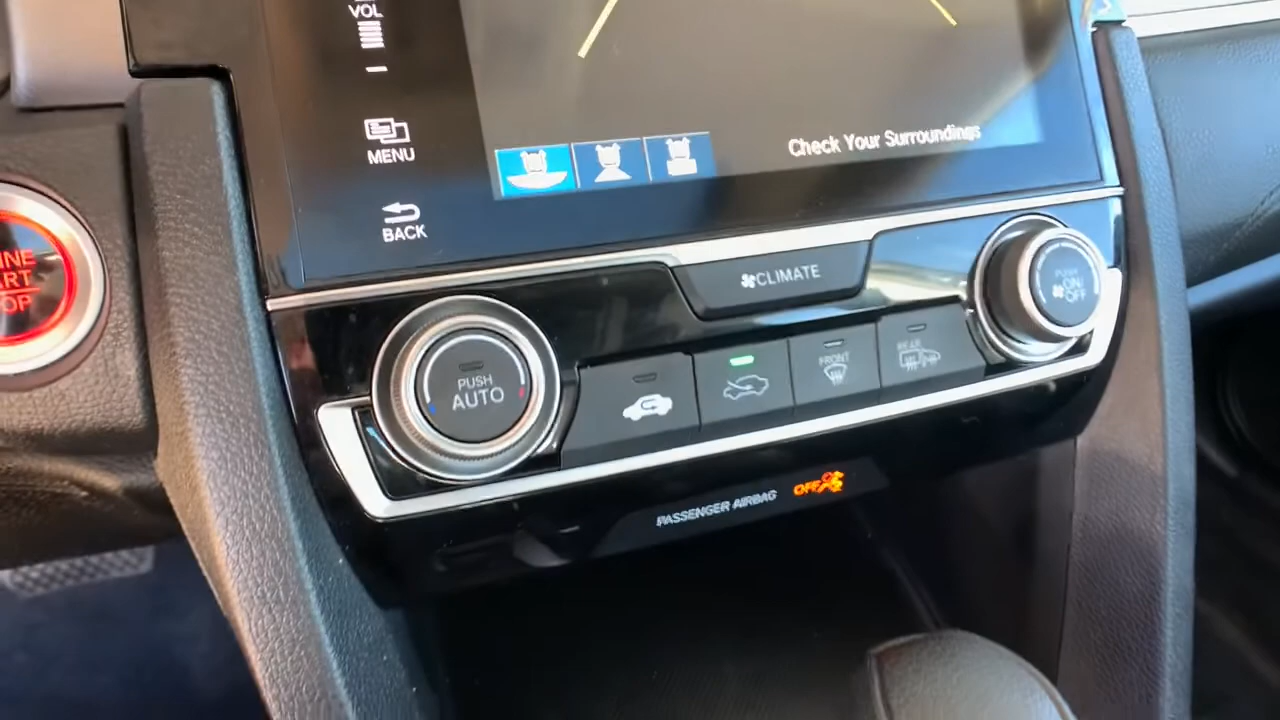 VOL
MENU
BACK
Check Your Surroundings
CLIMATE
PUSH
AUTO
FRONT
REAR
PUSH
ON/
OFF
PASSENGER AIRBAG
OFF